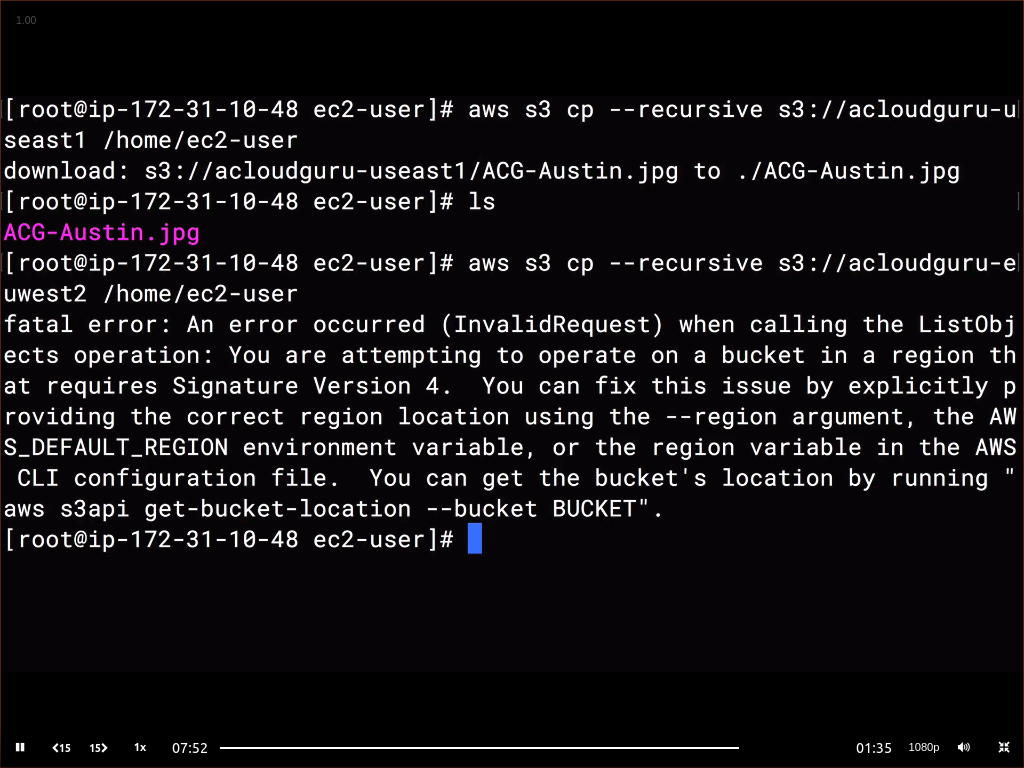 1.00
[root@ip-172-31-10-48 ec2-user]# aws s3 cp --recursive s3://acloudguru-u
seast1 /home/ec2-user
download: s3://acloudguru-useast1/ACG-Austin.jpg to ./ACG-Austin.jpg
[root@ip-172-31-10-48 ec2-user]# ls
ACG-Austin.jpg
[root@ip-172-31-10-48 ec2-user]# aws s3 cp --recursive s3://acloudguru-e
uwest2 /home/ec2-user
fatal error: An error occurred (InvalidRequest) when calling the ListObj
ects operation: You are attempting to operate on a bucket in a region th
at requires Signature Version 4.  You can fix this issue by explicitly p
roviding the correct region location using the --region argument, the AW
S_DEFAULT_REGION environment variable, or the region variable in the AWS
 CLI configuration file.  You can get the bucket's location by running "
aws s3api get-bucket-location --bucket BUCKET".
[root@ip-172-31-10-48 ec2-user]#
15 15 1x 07:52 01:35 1080p